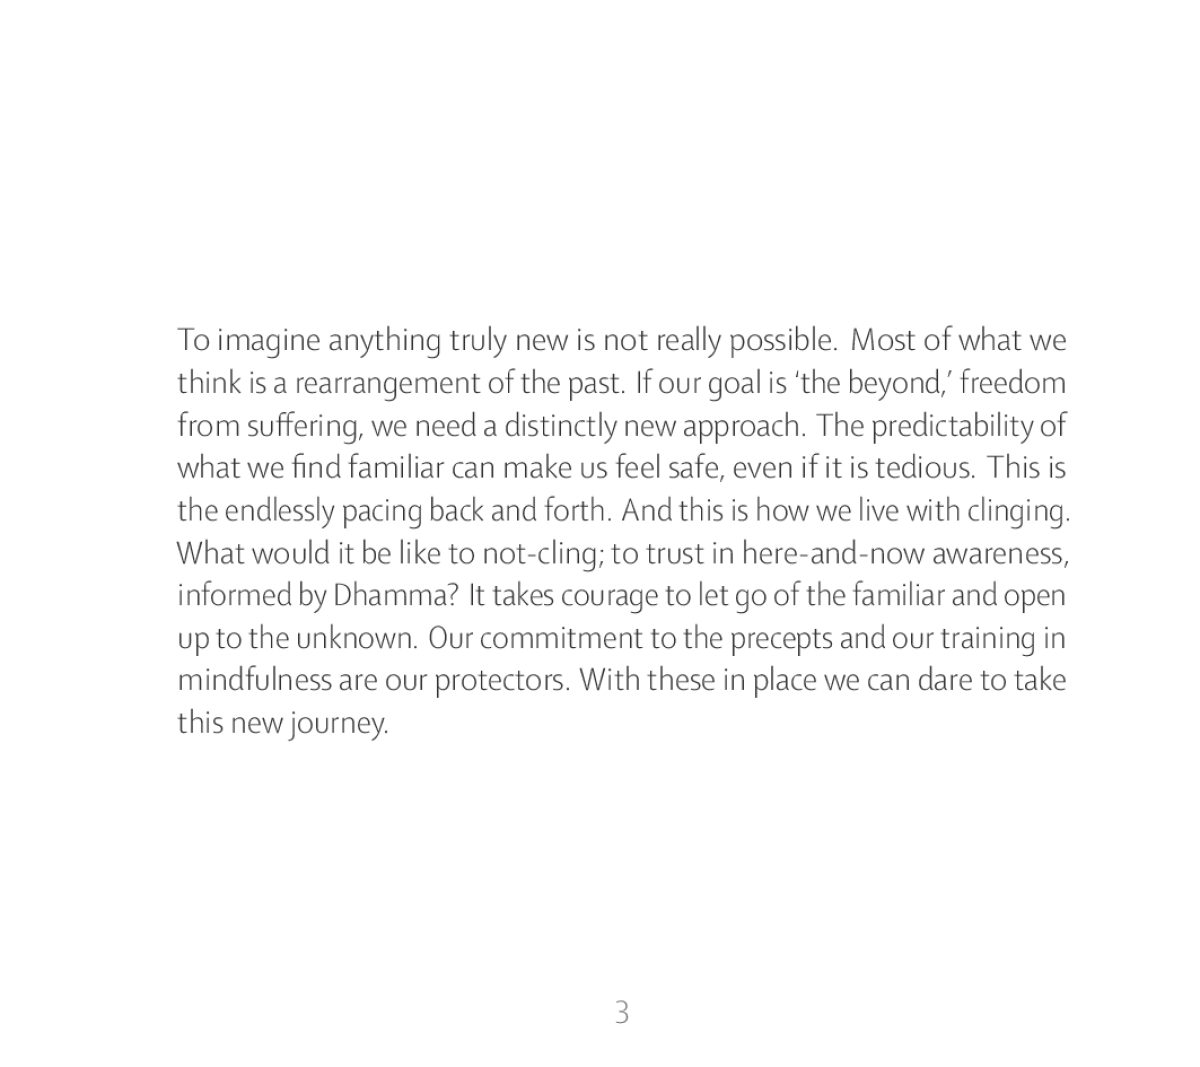 To imagine anything truly new is not really possible. Most of what we
think is a rearrangement of the past. If our goal is ‘the beyond,’ freedom
from suffering, we need a distinctly new approach. The predictability of
what we find familiar can make us feel safe, even if it is tedious. This is
the endlessly pacing back and forth. And this is how we live with clinging.
What would it be like to not-cling; to trust in here-and-now awareness,
informed by Dhamma? It takes courage to let go of the familiar and open
up to the unknown. Our commitment to the precepts and our training in
mindfulness are our protectors. With these in place we can dare to take
this new journey.
3